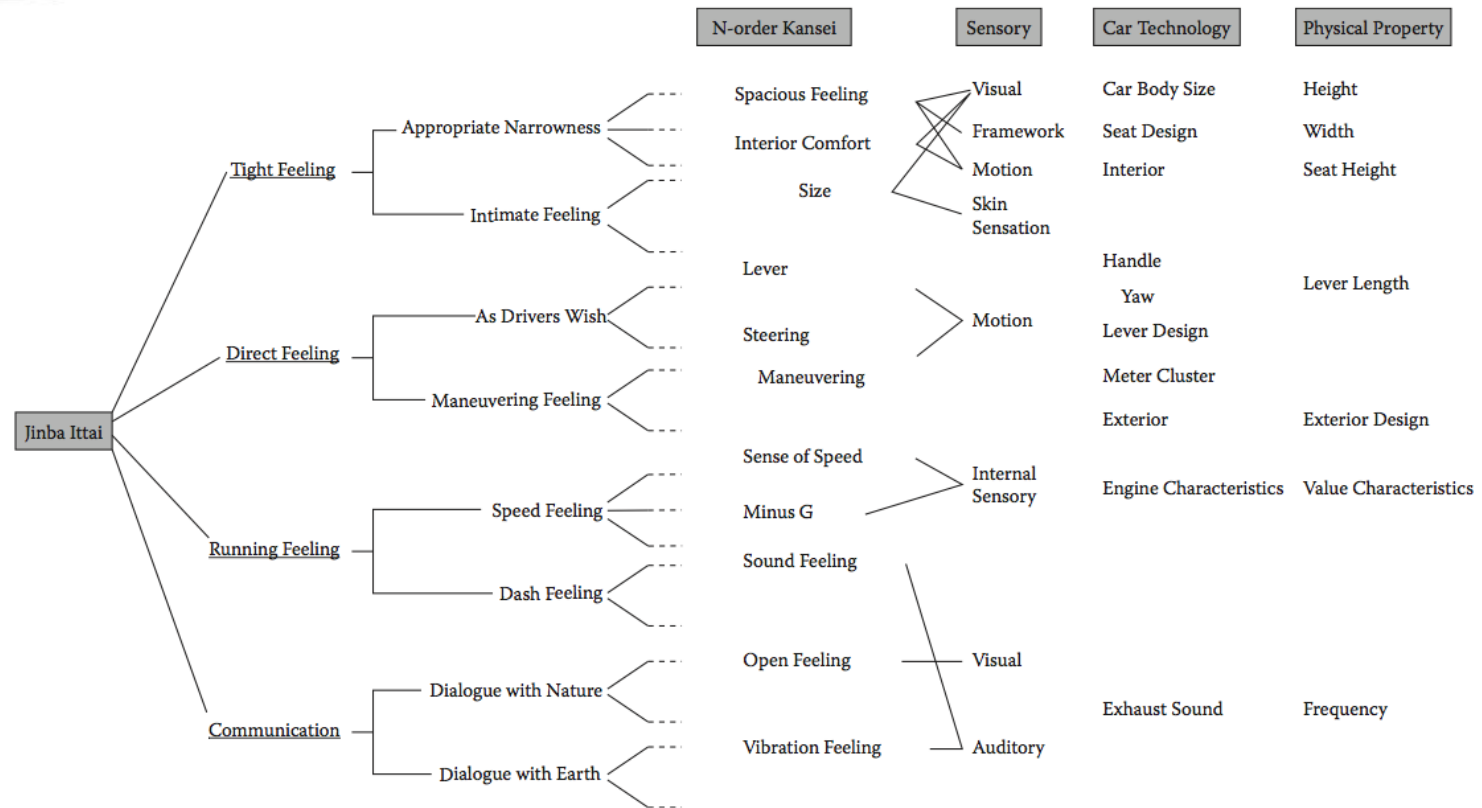 N-order Kansei
Sensory
Car Technology
Physical Property
Jinba Ittai
Tight Feeling
Direct Feeling
Running Feeling
Communication
Appropriate Narrowness
Intimate Feeling
As Drivers Wish
Maneuvering Feeling
Speed Feeling
Dash Feeling
Dialogue with Nature
Dialogue with Earth
Spacious Feeling
Interior Comfort
Size
Lever
Steering
Maneuvering
Sense of Speed
Minus G
Sound Feeling
Open Feeling
Vibration Feeling
Visual
Framework
Motion
Skin
Sensation
Motion
Internal
Sensory
Visual
Auditory
Car Body Size
Seat Design
Interior
Handle
Yaw
Lever Design
Meter Cluster
Exterior
Engine Characteristics
Exhaust Sound
Height
Width
Seat Height
Lever Length
Exterior Design
Value Characteristics
Frequency